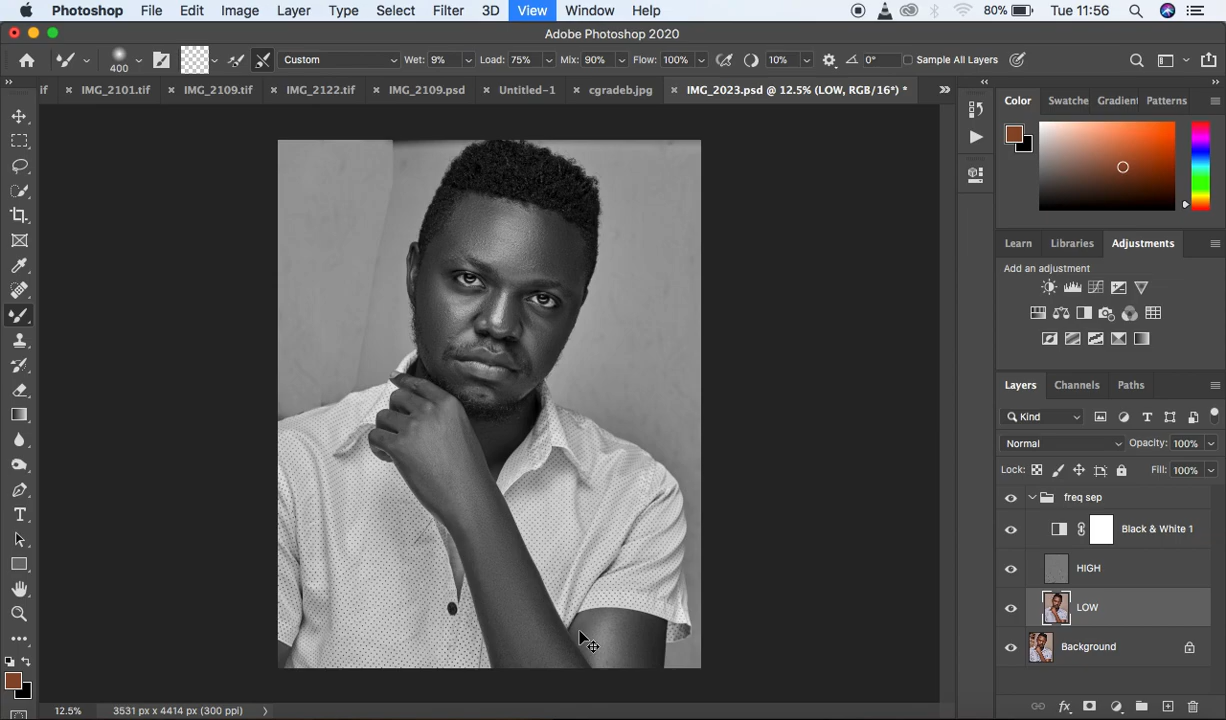 Photoshop File Edit Image Layer Type Select Filter 3D View Window Help 80% Tue 11:56
Adobe Photoshop 2020
400 Custom Wet: 9% Load: 75% Mix: 90% Flow: 100% 10% 0° Sample All Layers
if × IMG_2101.tif × IMG_2109.tif × IMG_2122.tif × IMG_2109.psd × Untitled-1 × cgradeb.jpg × IMG_2023.psd @ 12.5% (LOW, RGB/16*) *
Color Swatche Gradient Patterns
Learn Libraries Adjustments
Add an adjustment
Layers Channels Paths
Kind
Normal Opacity: 100%
Lock: Fill: 100%
freq sep
Black & White 1
HIGH
LOW
Background
12.5% 3531 px x 4414 px (300 ppi)